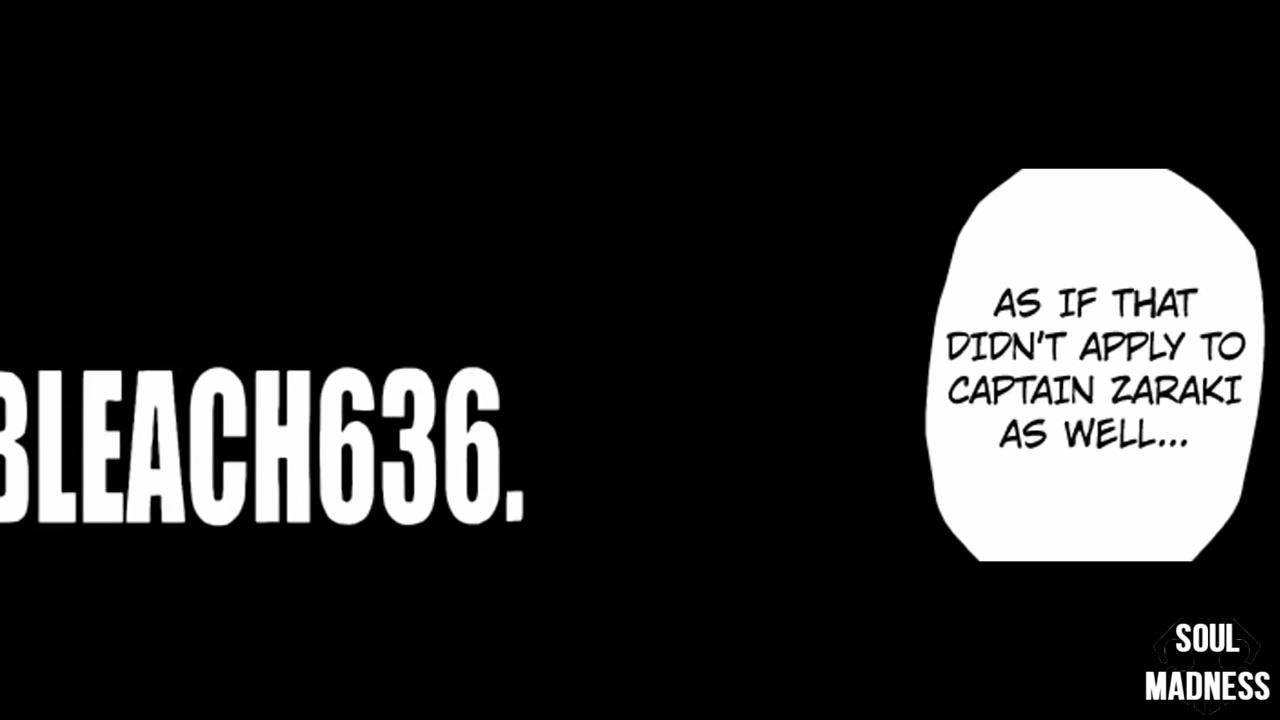 BLEACH636.
AS IF THAT
DIDN'T APPLY TO
CAPTAIN ZARAKI
AS WELL...
SOUL
MADNESS